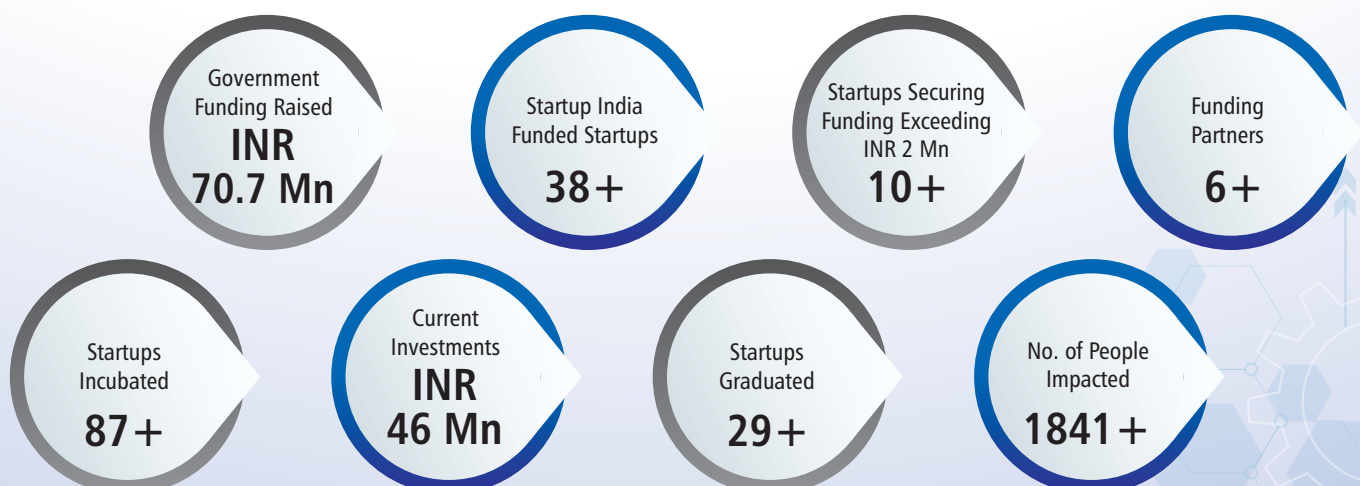 Government
Funding Raised
INR
70.7 Mn
Startup India
Funded Startups
38+
Startups Securing
Funding Exceeding
INR 2 Mn
10+
Funding
Partners
6+
Startups
Incubated
87+
Current
Investments
INR
46 Mn
Startups
Graduated
29+
No. of People
Impacted
1841+